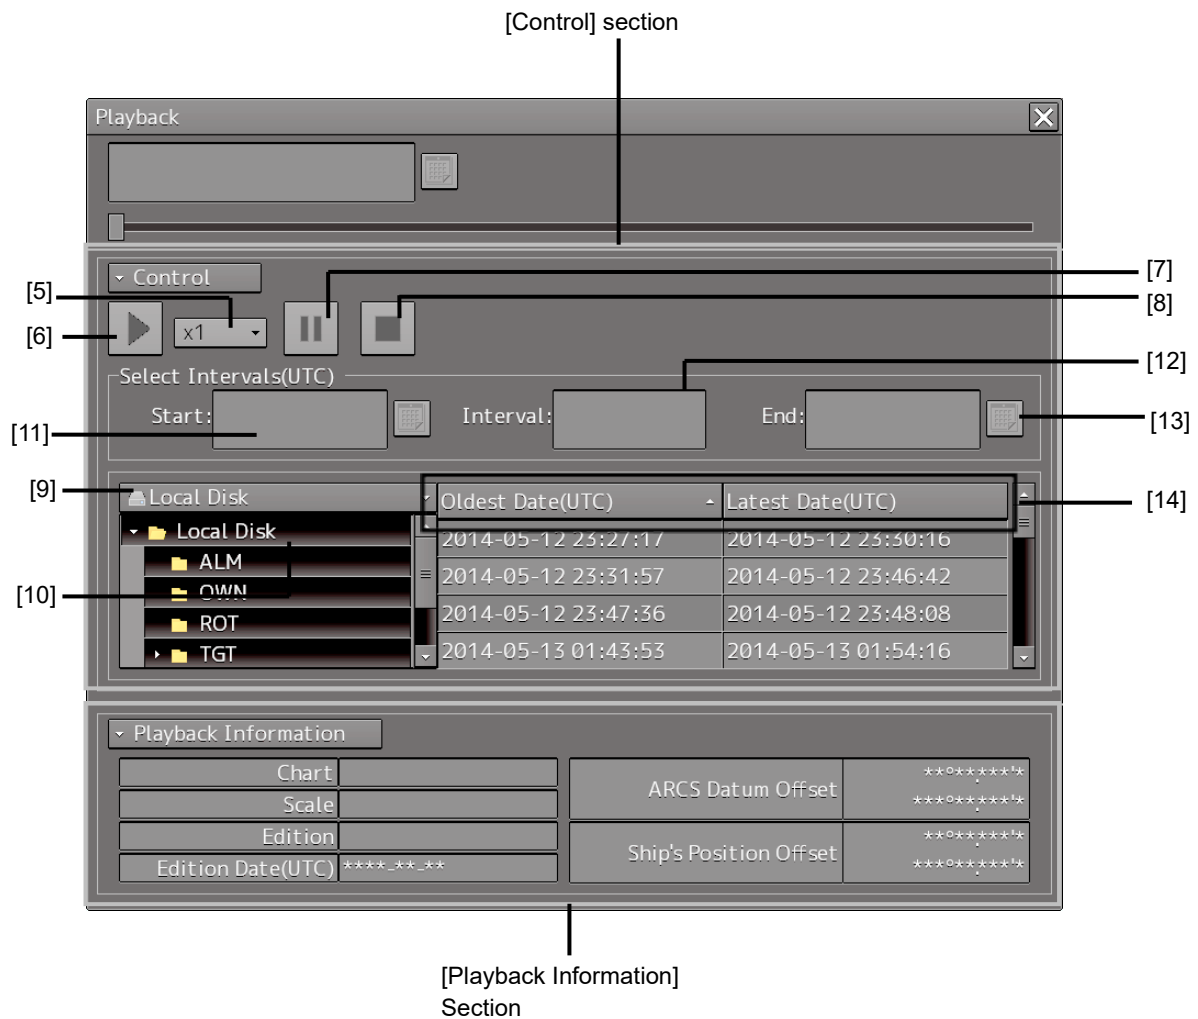 [Control] section
Playback
[7]
Control
[5]
[8]
[6]
x1
[12]
Select Intervals(UTC)
Start:
Interval:
End:
[13]
[11]
[9]
Local Disk
Oldest Date(UTC)
Latest Date(UTC)
[14]
Local Disk
2014-05-12 23:27:17
2014-05-12 23:30:16
ALM
2014-05-12 23:31:57
2014-05-12 23:46:42
[10]
OWN
2014-05-12 23:47:36
2014-05-12 23:48:08
ROT
TGT
2014-05-13 01:43:53
2014-05-13 01:54:16
Playback Information
Chart
Scale
Edition
Edition Date(UTC)
****-**-**
ARCS Datum Offset
**°**.***'*
***°**.***'*
Ship's Position Offset
**°**.***'*
***°**.***'*
[Playback Information]
Section